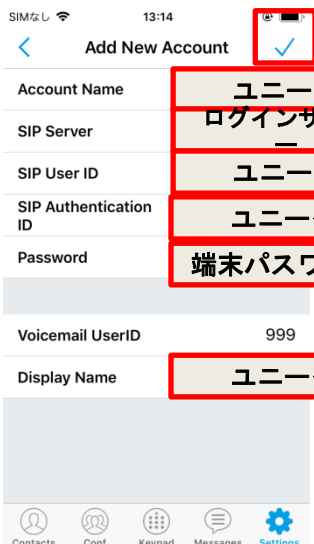 SIMなし 13:14
Add New Account
Account Name ユニー
SIP Server ログインサ
ー
SIP User ID ユニー
SIP Authentication
ID ユニー
Password 端末パスワ
Voicemail UserID 999
Display Name ユニー
Contacts Conf Keypad Messages Settings